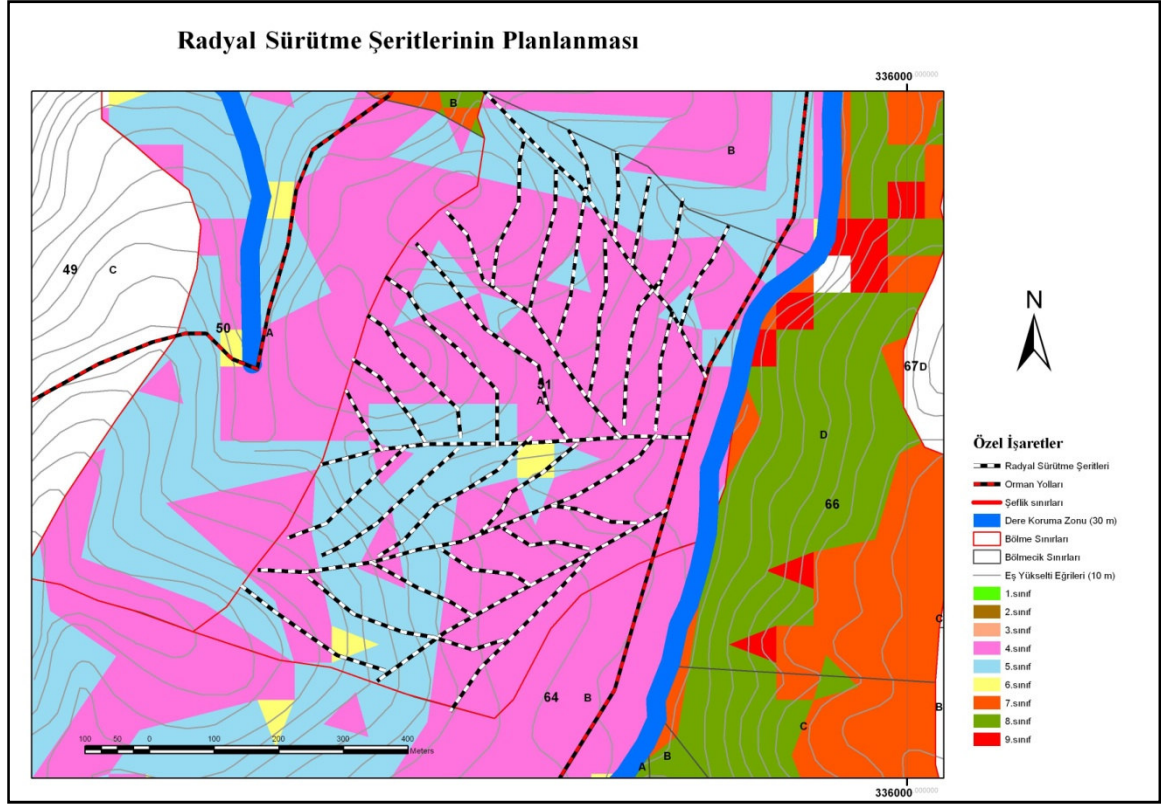 Radyal Sürütme Şeritlerinin Planlanması
336000
000000
B
B
49
C
50
A
51
A
67
D
D
66
C
64
B
C
B
B
A
N
100 50 0 100 200 300 400
Meters
336000
000000
Özel İşaretler
Radyal Sürütme Şeritleri
Orman Yolları
Şeflik sınırları
Dere Koruma Zonu (30 m)
Bölme Sınırları
Bölmecik Sınırları
Eş Yükselti Eğrileri (10 m)
1.sınıf
2.sınıf
3.sınıf
4.sınıf
5.sınıf
6.sınıf
7.sınıf
8.sınıf
9.sınıf